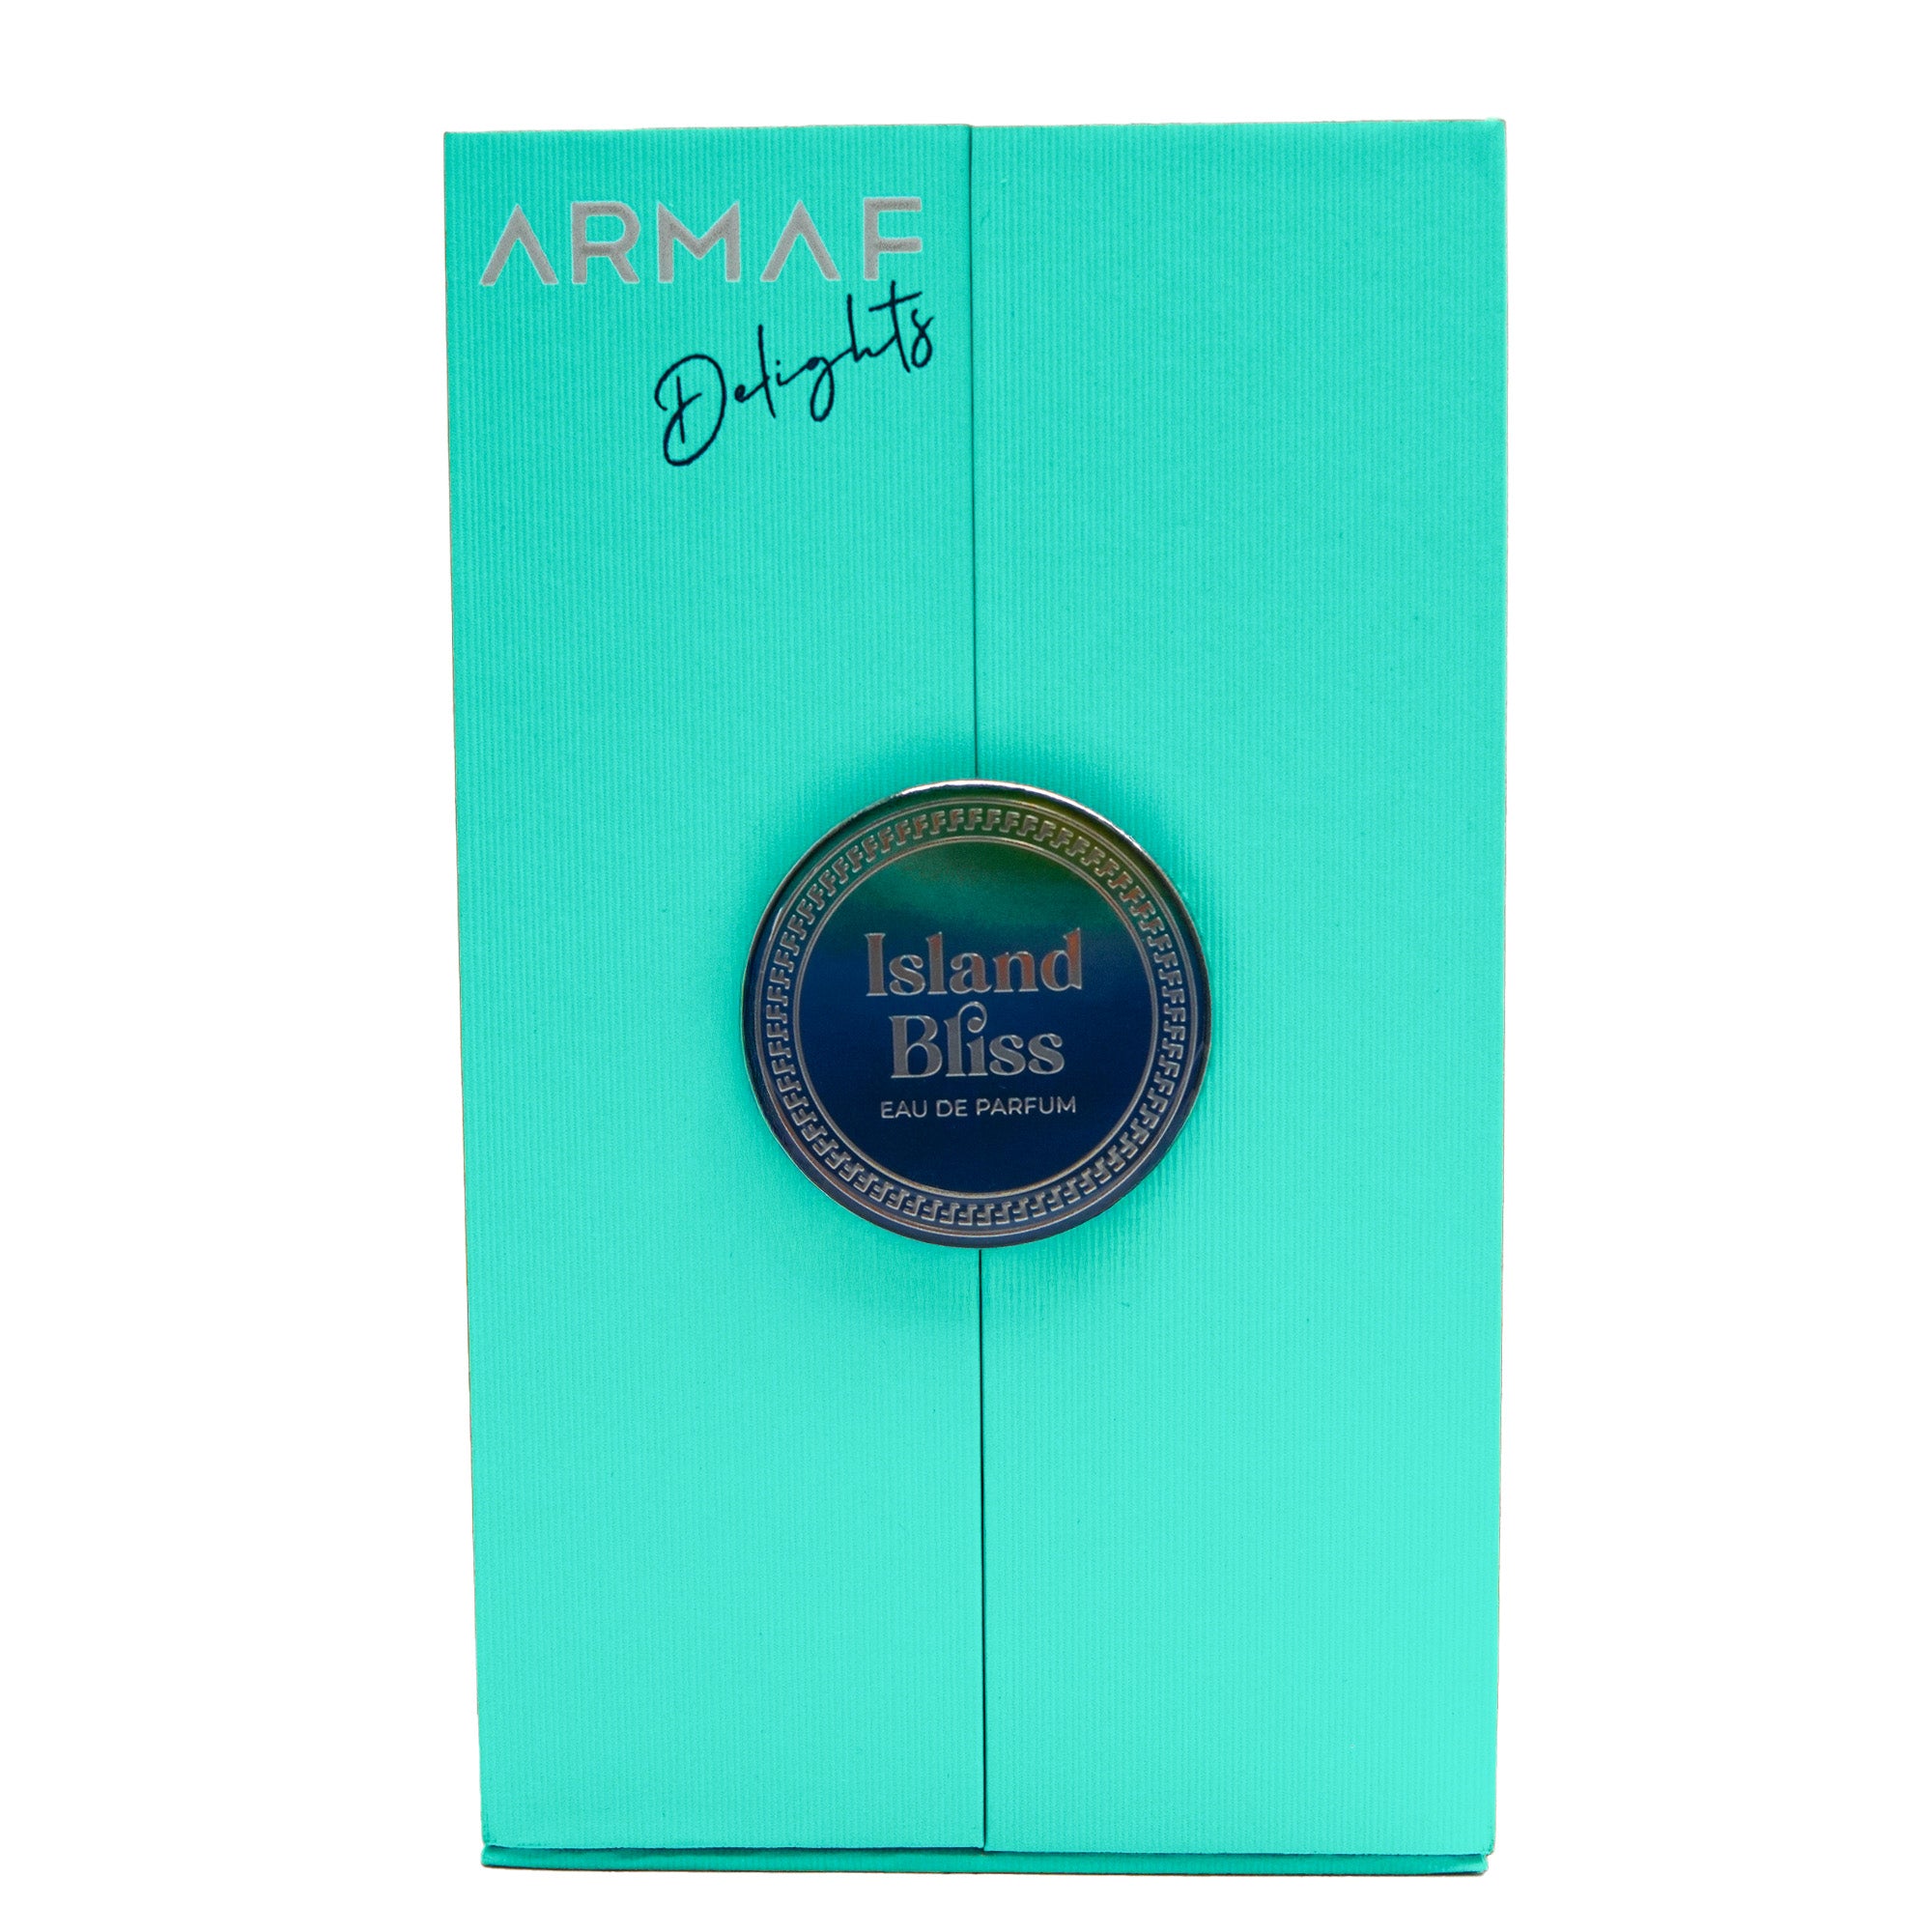 ARMAF
Delights
Island
Bliss
EAU DE PARFUM